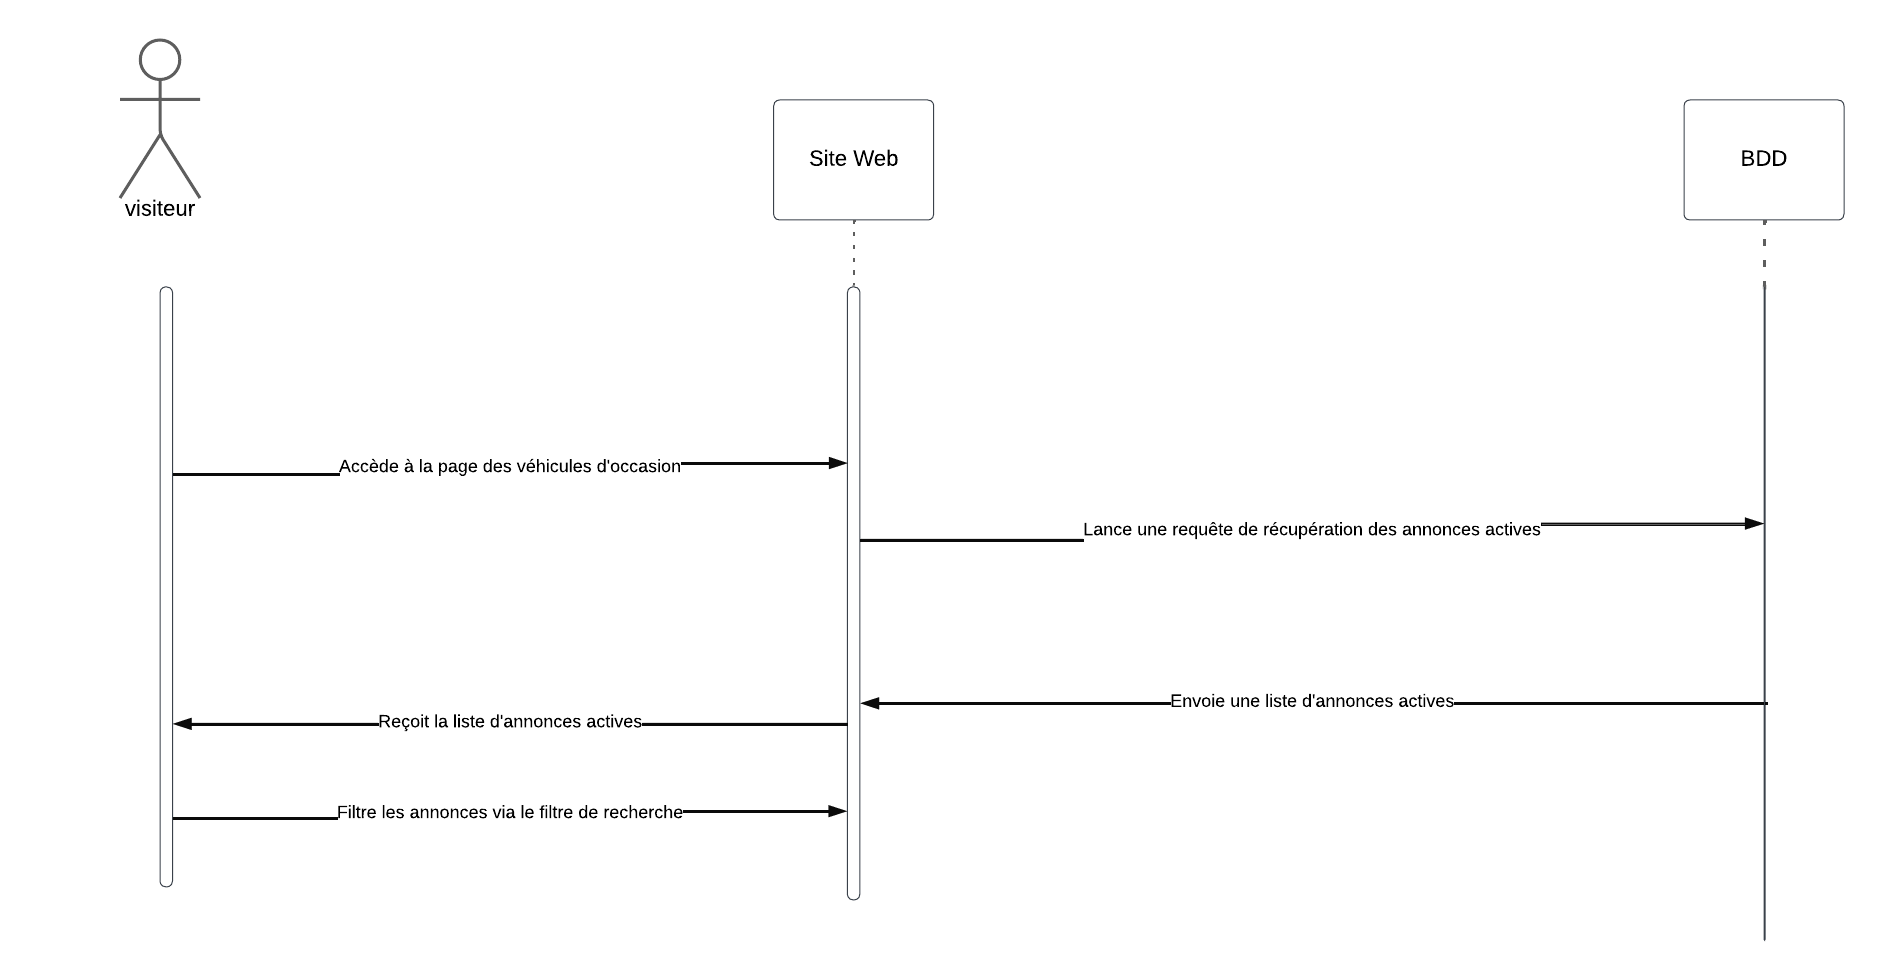 visiteur
Site Web
BDD
Accède à la page des véhicules d'occasion
Lance une requête de récupération des annonces actives
Envoie une liste d'annonces actives
Reçoit la liste d'annonces actives
Filtre les annonces via le filtre de recherche